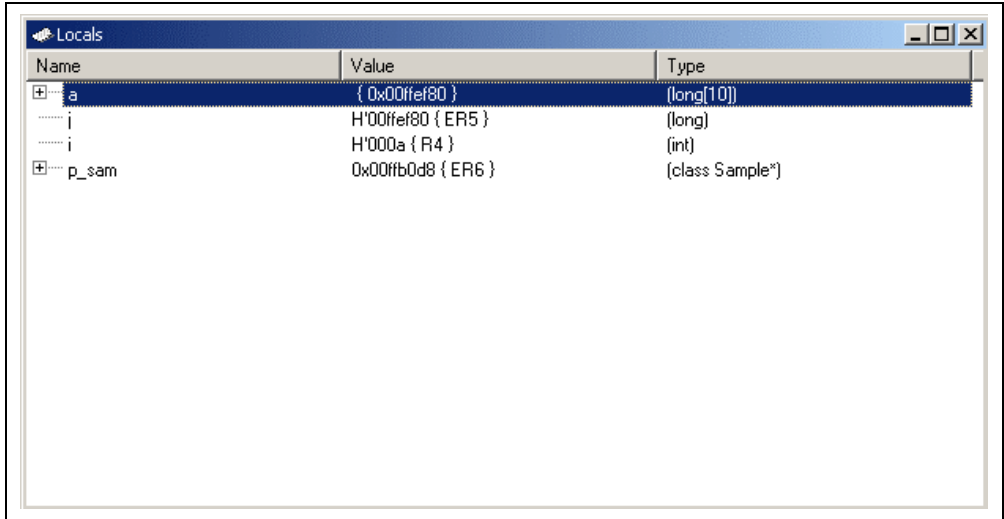 Locals
Name Value Type
a { 0x00ffef80 } (long[10])
j H'00ffef80 { ER5 } (long)
i H'000a { R4 } (int)
p_sam 0x00ffb0d8 { ER6 } (class Sample*)